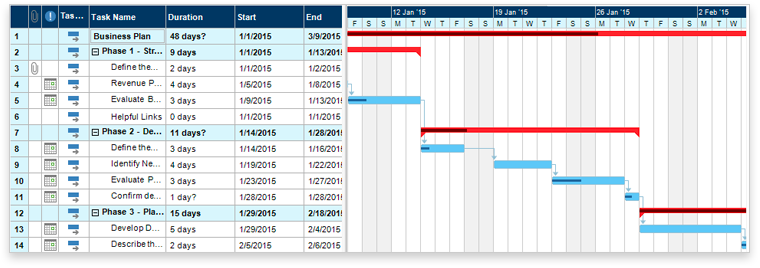 Tas... Task Name Duration Start End 12 Jan '15 19 Jan '15 26 Jan '15 2 Feb '15
F S S M T W T F S S M T W T F S S M T W T F S S M T W
1 Business Plan 48 days? 1/1/2015 3/9/2015
2 Phase 1 - Str... 9 days 1/1/2015 1/13/2015
3 Define the... 2 days 1/1/2015 1/2/2015
4 Revenue P... 4 days 1/5/2015 1/8/2015
5 Evaluate B... 3 days 1/9/2015 1/13/2015
6 Helpful Links 0 days 1/1/2015 1/1/2015
7 Phase 2 - De... 11 days? 1/14/2015 1/28/2015
8 Define the... 3 days 1/14/2015 1/16/2015
9 Identify Ne... 4 days 1/19/2015 1/22/2015
10 Evaluate P... 3 days 1/23/2015 1/27/2015
11 Confirm de... 1 day? 1/28/2015 1/28/2015
12 Phase 3 - Pla... 15 days 1/29/2015 2/18/2015
13 Develop D... 5 days 1/29/2015 2/4/2015
14 Describe th... 2 days 2/5/2015 2/6/2015